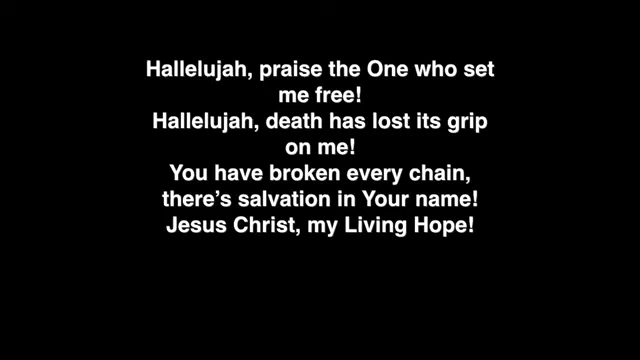 Hallelujah, praise the One who set
me free!
Hallelujah, death has lost its grip
on me!
You have broken every chain,
there’s salvation in Your name!
Jesus Christ, my Living Hope!